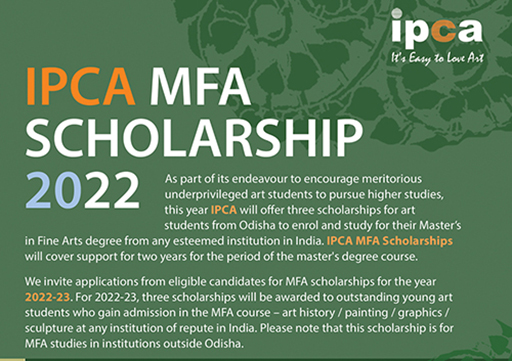 ipca
It's Easy to Love Art
IPCA MFA
SCHOLARSHIP
2022
As part of its endeavour to encourage meritorious
underprivileged art students to pursue higher studies,
this year IPCA will offer three scholarships for art
students from Odisha to enrol and study for their Master's
in Fine Arts degree from any esteemed institution in India. IPCA MFA Scholarships
will cover support for two years for the period of the master's degree course.
We invite applications from eligible candidates for MFA scholarships for the year
2022-23. For 2022-23, three scholarships will be awarded to outstanding young art
students who gain admission in the MFA course – art history / painting / graphics /
sculpture at any institution of repute in India. Please note that this scholarship is for
MFA studies in institutions outside Odisha.